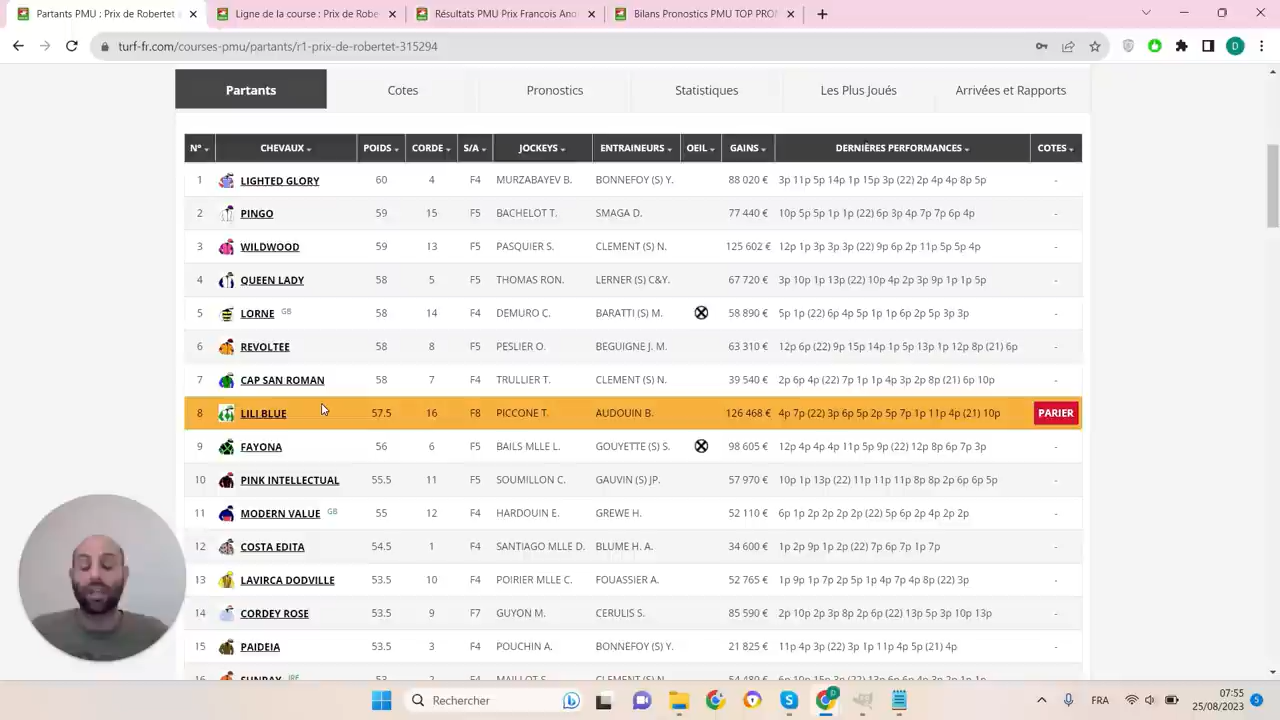 Partants PMU : Prix de Robertet
Ligne de la course : Prix de Robe
Résultats PMU Prix Francois Ano
Bilans Pronostics PMU TOP PRO
turf-fr.com/courses-pmu/partants/r1-prix-de-robertet-315294
D
Partants Cotes Pronostics Statistiques Les Plus Joués Arrivées et Rapports
N° CHEVAUX POIDS CORDE S/A JOCKEYS ENTRAINEURS OEIL GAINS DERNIÈRES PERFORMANCES COTES
1 LIGHTED GLORY 60 4 F4 MURZABAYEV B. BONNEFOY (S) Y. 88 020 € 3p 11p 5p 14p 1p 15p 3p (22) 2p 4p 4p 8p 5p -
2 PINGO 59 15 F5 BACHELOT T. SMAGA D. 77 440 € 10p 5p 5p 1p 1p (22) 6p 3p 4p 7p 7p 6p 4p -
3 WILDWOOD 59 13 F5 PASQUIER S. CLEMENT (S) N. 125 602 € 12p 1p 3p 3p 3p (22) 9p 6p 2p 11p 5p 5p 4p -
4 QUEEN LADY 58 5 F5 THOMAS RON. LERNER (S) C&Y. 67 720 € 3p 10p 1p 13p (22) 10p 4p 2p 3p 9p 1p 1p 5p -
5 LORNE GB 58 14 F4 DEMURO C. BARATTI (S) M. 58 890 € 5p 1p (22) 6p 4p 5p 1p 1p 6p 2p 5p 3p 3p -
6 REVOLTEE 58 8 F5 PESLIER O. BEGUIGNE J. M. 63 310 € 12p 6p (22) 9p 15p 14p 1p 5p 13p 1p 12p 8p (21) 6p -
7 CAP SAN ROMAN 58 7 F4 TRULLIER T. CLEMENT (S) N. 39 540 € 2p 6p 4p (22) 7p 1p 1p 4p 3p 2p 8p (21) 6p 10p -
8 LILI BLUE 57.5 16 F8 PICCONE T. AUDOUIN B. 126 468 € 4p 7p (22) 3p 6p 5p 2p 5p 7p 1p 11p 4p (21) 10p PARIER
9 FAYONA 56 6 F5 BAILS MLLE L. GOUYETTE (S) S. 98 605 € 12p 4p 4p 4p 11p 5p 9p (22) 12p 8p 6p 7p 3p -
10 PINK INTELLECTUAL 55.5 11 F5 SOUMILLON C. GAUVIN (S) JP. 57 970 € 10p 1p 13p (22) 11p 11p 11p 8p 8p 2p 6p 6p 5p -
11 MODERN VALUE GB 55 12 F4 HARDOUIN E. GREWE H. 52 110 € 6p 1p 2p 2p 2p 2p (22) 5p 6p 2p 4p 2p 2p -
12 COSTA EDITA 54.5 1 F4 SANTIAGO MLLE D. BLUME H. A. 34 600 € 1p 2p 9p 1p 2p (22) 7p 6p 7p 1p 7p -
13 LAVIRCA DODVILLE 53.5 10 F4 POIRIER MLLE C. FOUASSIER A. 52 765 € 1p 9p 1p 7p 2p 5p 1p 4p 7p 4p 8p (22) 3p -
14 CORDEY ROSE 53.5 9 F7 GUYON M. CERULIS S. 85 590 € 2p 10p 2p 3p 8p 2p 6p (22) 13p 5p 3p 10p 13p -
15 PAIDEIA 53.5 3 F4 POUCHIN A. BONNEFOY (S) Y. 21 825 € 11p 4p 3p (22) 3p 1p 11p 4p 5p (21) 4p -
Rechercher
FRA
07:55
25/08/2023
5